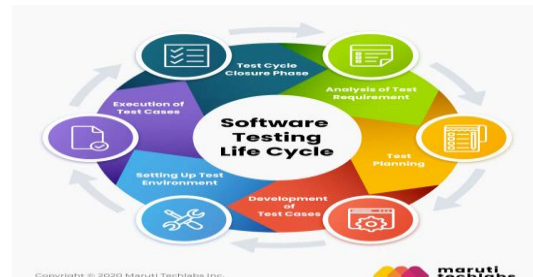 Software
Testing
Life Cycle
Test Cycle
Closure Phase
Analysis of Test
Requirement
Test
Planning
Development
of
Test Cases
Setting Up Test
Environment
Execution of
Test Cases
Copyright © 2020 Maruti Techlabs Inc.
maruti
techlabs